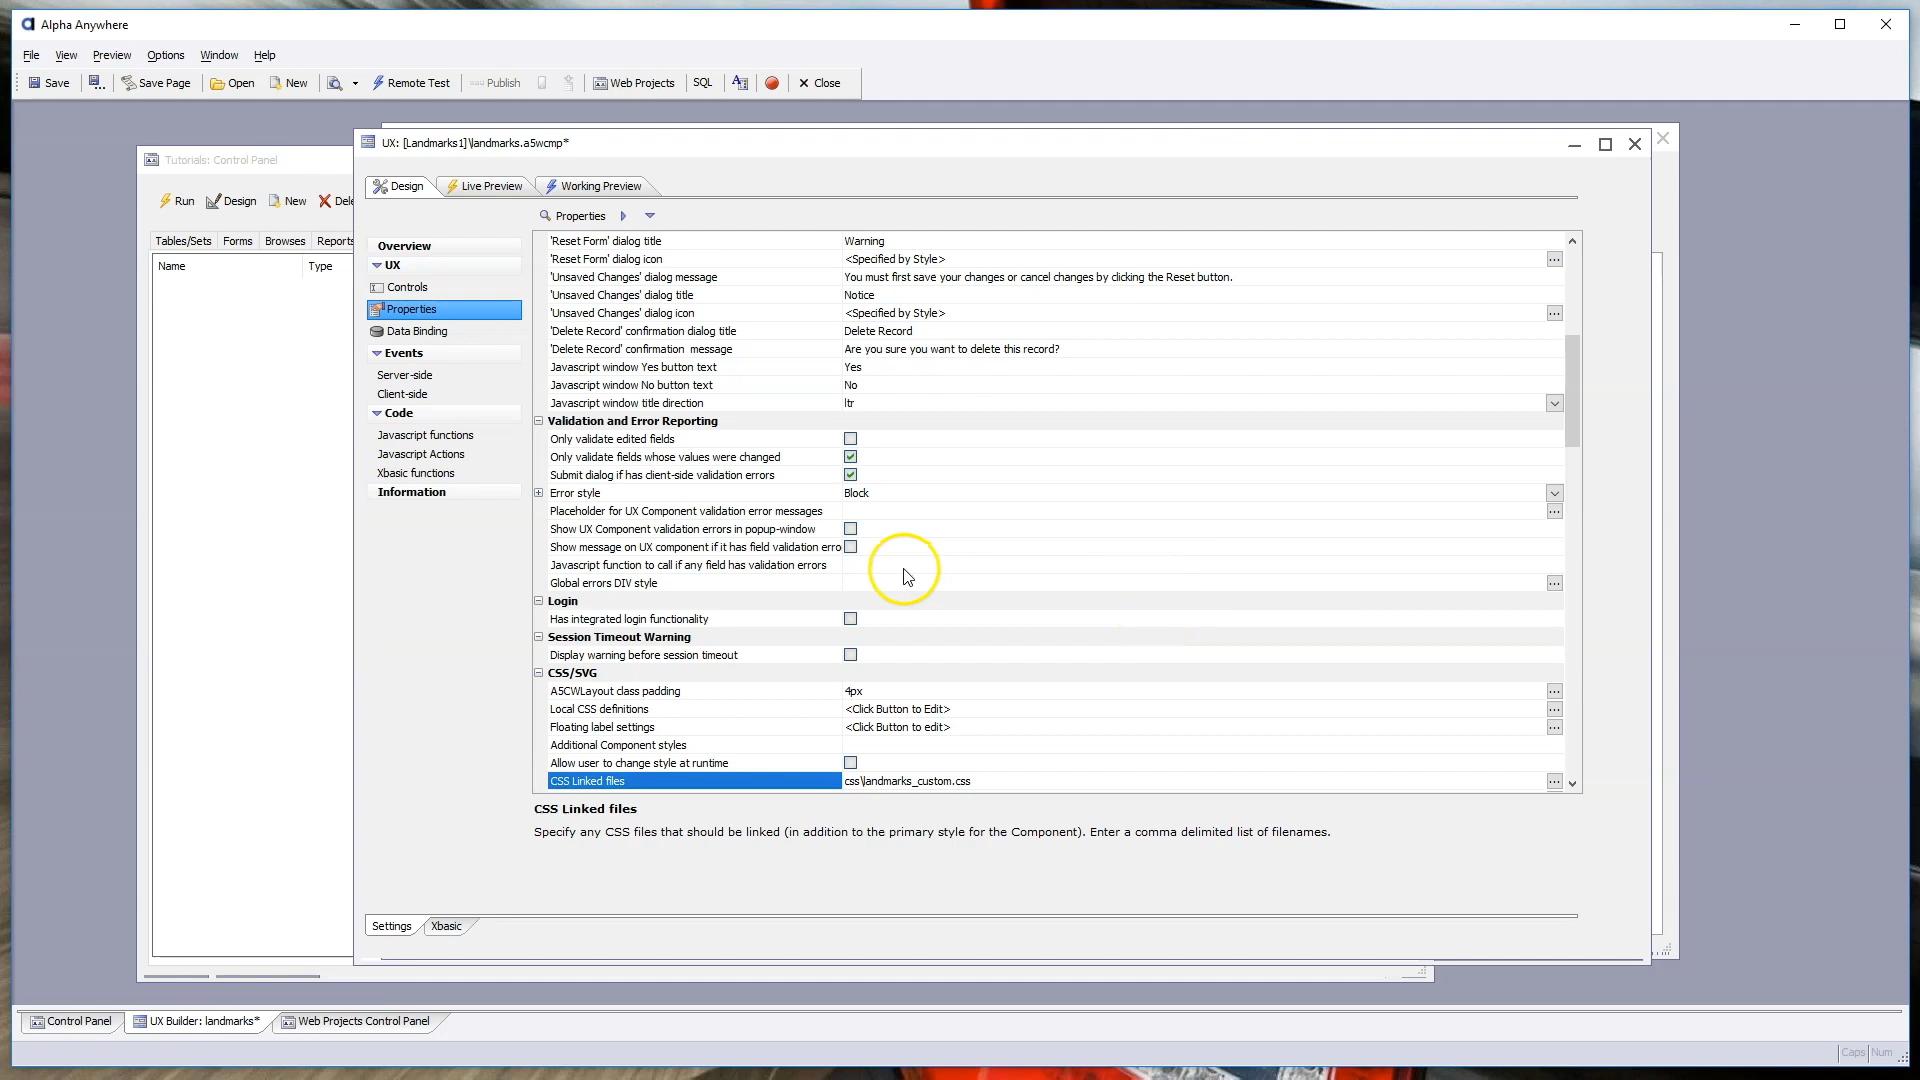 Alpha Anywhere
File View Preview Options Window Help
Save Save Page Open New Remote Test Publish Web Projects SQL Close
UX: [Landmarks1]\landmarks.a5wcmp*
Tutorials: Control Panel
Design Live Preview Working Preview
Run Design New
Properties
Tables/Sets Forms Browses Reports
Name Type
Overview
UX
Controls
Properties
Data Binding
Events
Server-side
Client-side
Code
Javascript functions
Javascript Actions
Xbasic functions
Information
'Reset Form' dialog title Warning
'Reset Form' dialog icon <Specified by Style>
'Unsaved Changes' dialog message You must first save your changes or cancel changes by clicking the Reset button.
'Unsaved Changes' dialog title Notice
'Unsaved Changes' dialog icon <Specified by Style>
'Delete Record' confirmation dialog title Delete Record
'Delete Record' confirmation message Are you sure you want to delete this record?
Javascript window Yes button text Yes
Javascript window No button text No
Javascript window title direction ltr
Validation and Error Reporting
Only validate edited fields
Only validate fields whose values were changed
Submit dialog if has client-side validation errors
Error style Block
Placeholder for UX Component validation error messages
Show UX Component validation errors in popup-window
Show message on UX component if it has field validation erro
Javascript function to call if any field has validation errors
Global errors DIV style
Login
Has integrated login functionality
Session Timeout Warning
Display warning before session timeout
CSS/SVG
A5CWLayout class padding 4px
Local CSS definitions <Click Button to Edit>
Floating label settings <Click Button to edit>
Additional Component styles
Allow user to change style at runtime
CSS Linked files css\landmarks_custom.css
CSS Linked files
Specify any CSS files that should be linked (in addition to the primary style for the Component). Enter a comma delimited list of filenames.
Settings Xbasic
Control Panel UX Builder: landmarks* Web Projects Control Panel
Caps Num